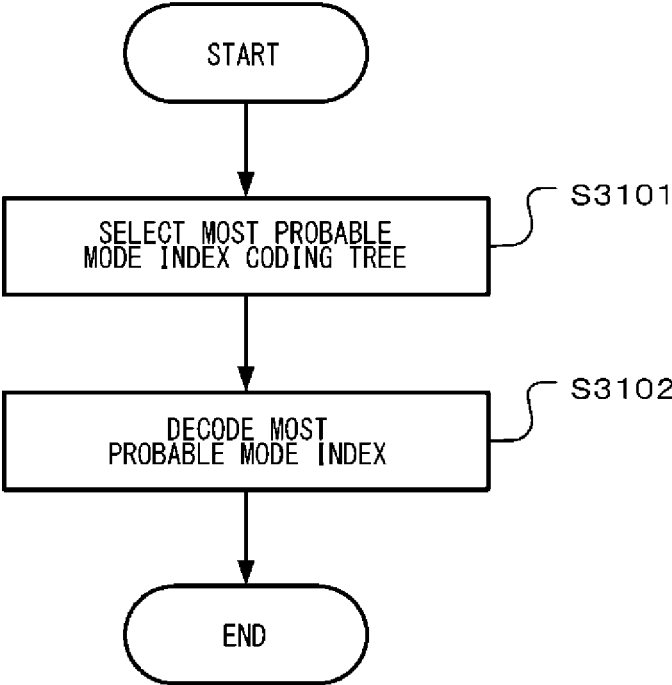 START
S3101
SELECT MOST PROBABLE
MODE INDEX CODING TREE
S3102
DECODE MOST
PROBABLE MODE INDEX
END